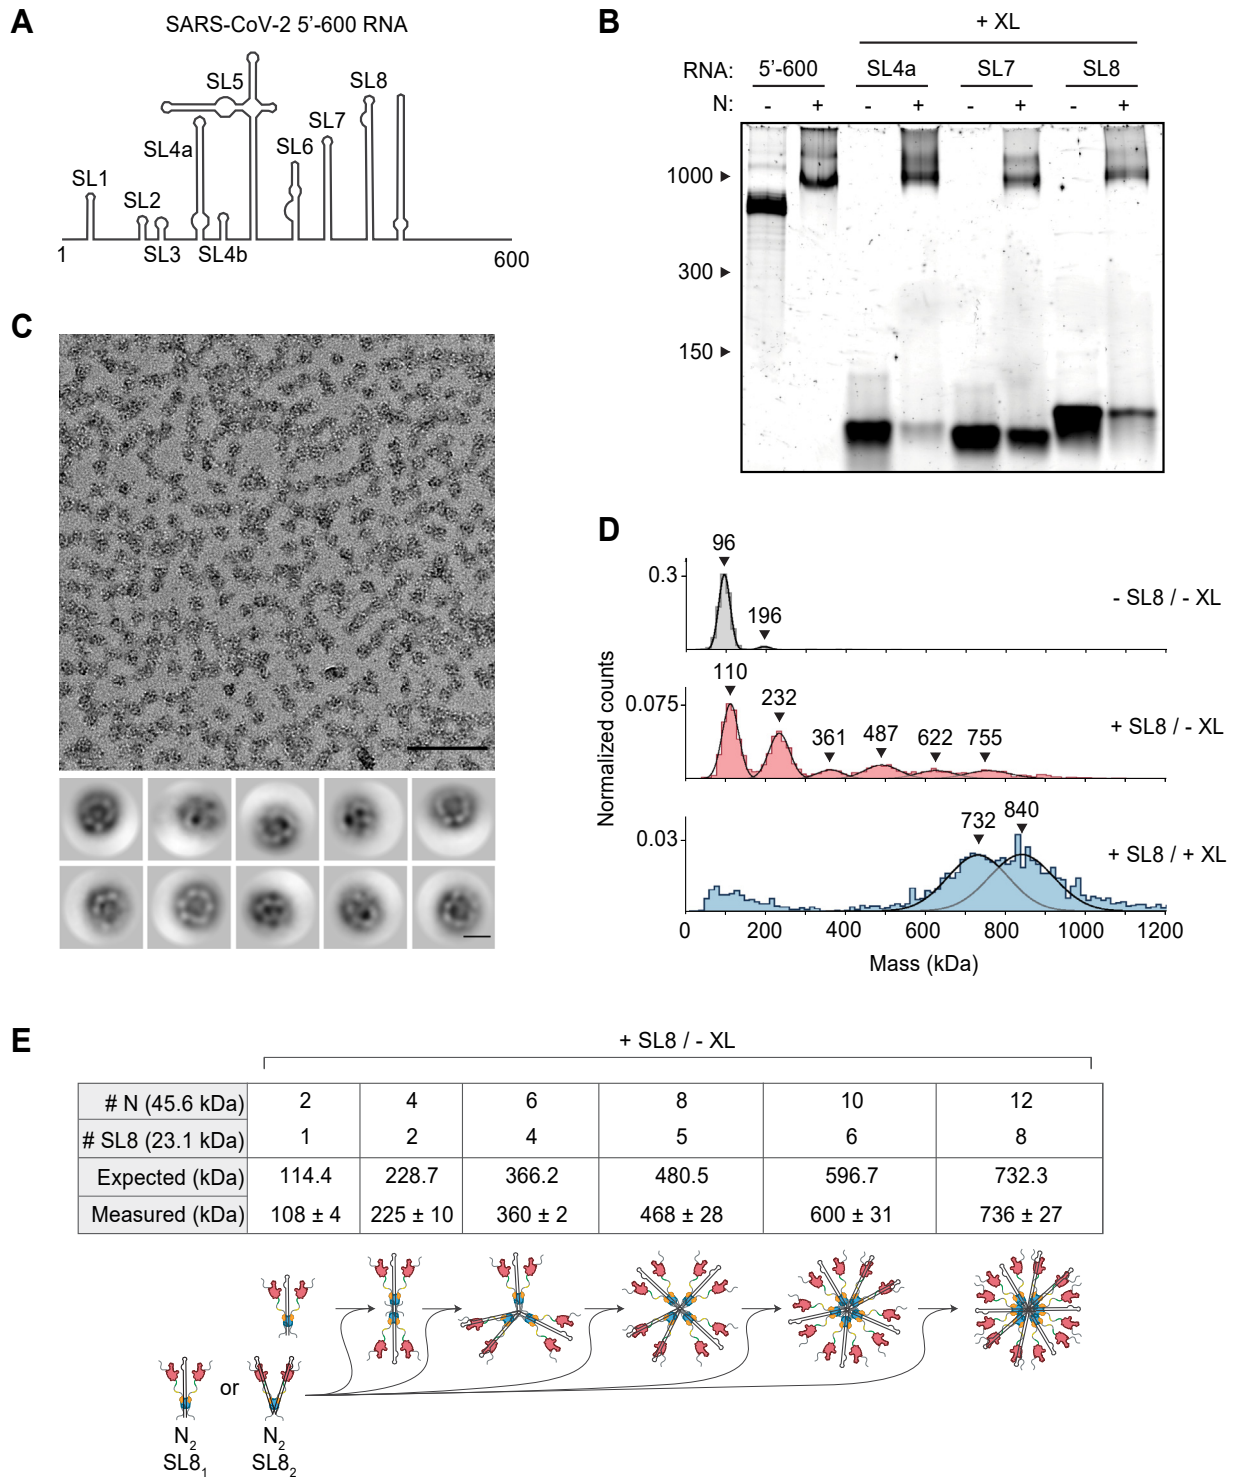 A
SARS-CoV-2 5’-600 RNA
SL5
SL8
SL7
SL4a
SL6
SL1
SL2
SL3
SL4b
1
600
B
+ XL
RNA:
5’-600
SL4a
SL7
SL8
N:
-
+
-
+
-
+
-
+
1000
300
150
C
D
96
0.3
196
- SL8 / - XL
110
0.075
232
361
487
622
755
+ SL8 / - XL
732
840
0.03
+ SL8 / + XL
Normalized counts
0
200
400
600
800
1000
1200
Mass (kDa)
E
+ SL8 / - XL
# N (45.6 kDa) 2 4 6 8 10 12
# SL8 (23.1 kDa) 1 2 4 5 6 8
Expected (kDa) 114.4 228.7 366.2 480.5 596.7 732.3
Measured (kDa) 108 ± 4 225 ± 10 360 ± 2 468 ± 28 600 ± 31 736 ± 27
or
N2
SL81
N2
SL82